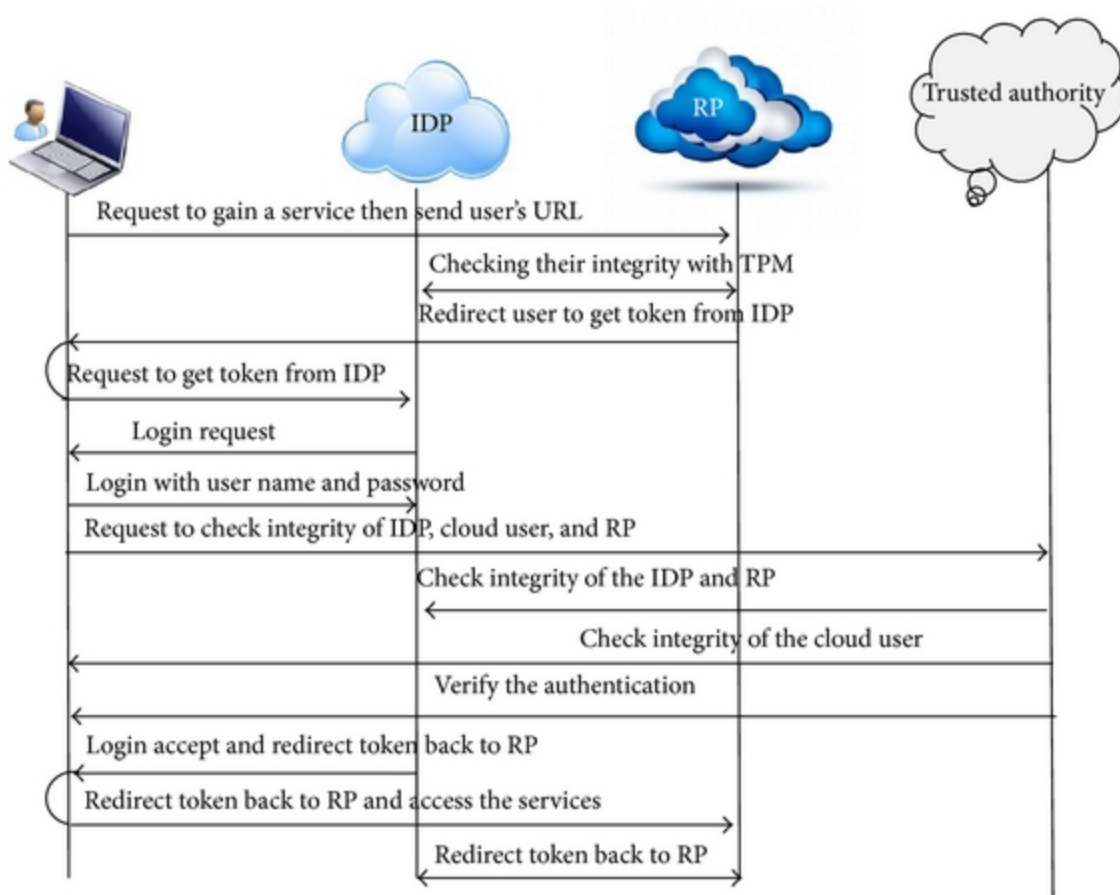 IDP
RP
Trusted authority
Request to gain a service then send user's URL
Checking their integrity with TPM
Redirect user to get token from IDP
Request to get token from IDP
Login request
Login with user name and password
Request to check integrity of IDP, cloud user, and RP
Check integrity of the IDP and RP
Check integrity of the cloud user
Verify the authentication
Login accept and redirect token back to RP
Redirect token back to RP and access the services
Redirect token back to RP